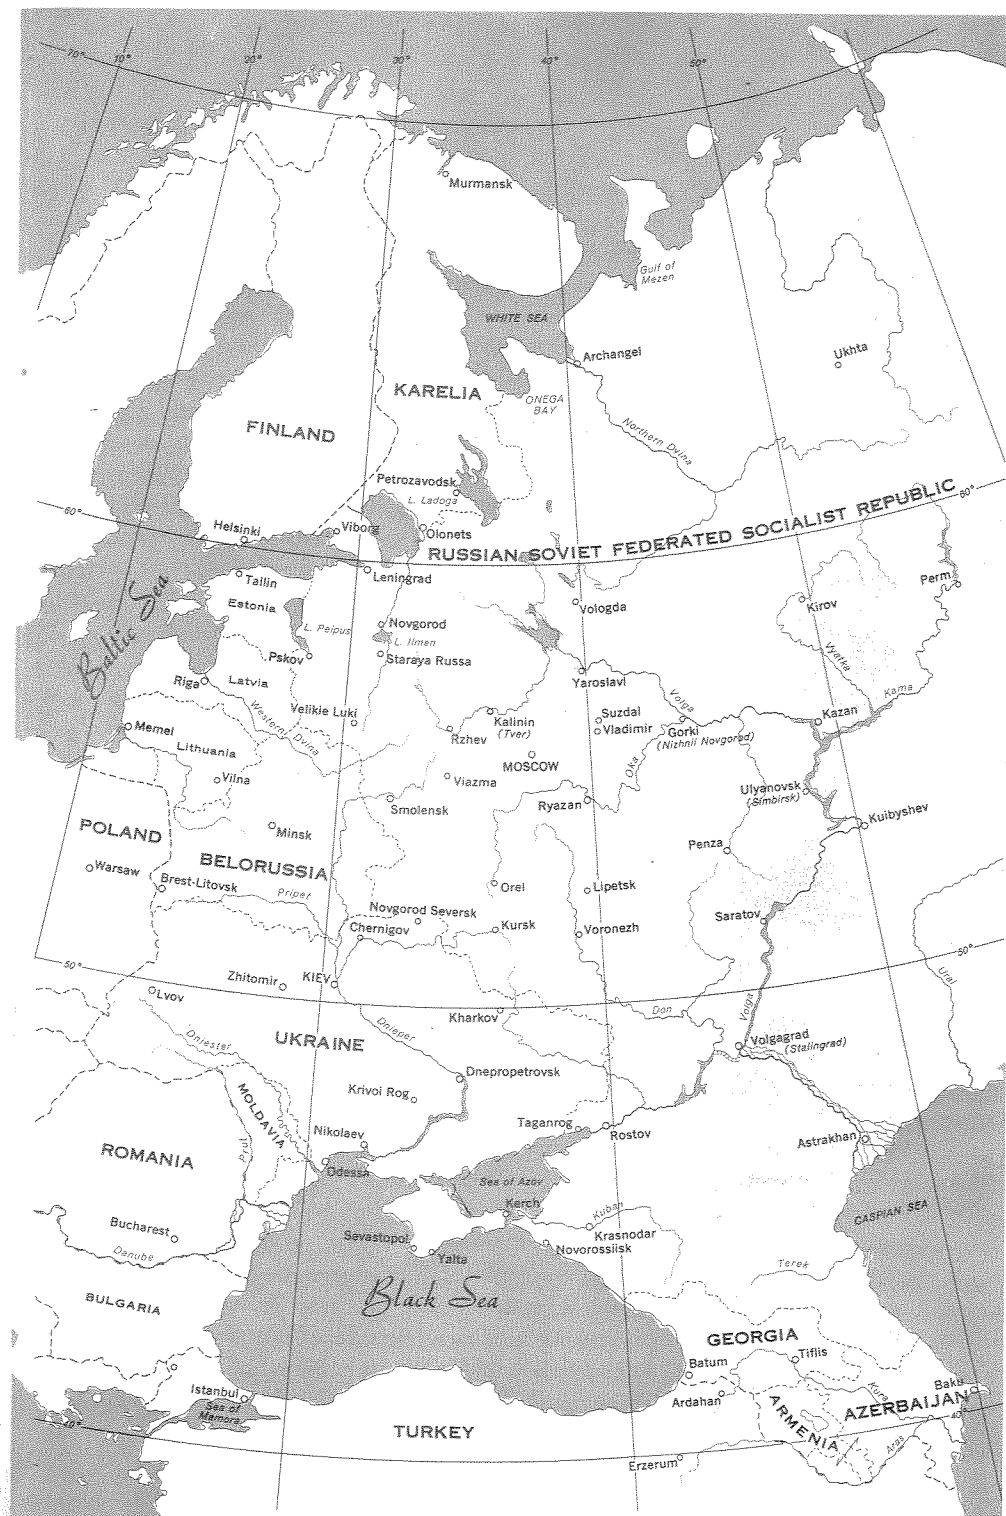 70°
10°
20°
30°
40°
50°
Murmansk
Gulf of
Mezen
WHITE SEA
Archangel
Ukhta
KARELIA
ONEGA
BAY
FINLAND
Northern Dvina
Petrozavodsk
L. Ladoga
60°
60°
Helsinki
Viborg
Olonets
RUSSIAN SOVIET FEDERATED SOCIALIST REPUBLIC
Leningrad
Tallin
Baltic Sea
Estonia
L. Peipus
Novgorod
L. Ilmen
Vologda
Kirov
Perm
Pskov
Staraya Russa
Vyatka
Yaroslavl
Riga
Latvia
Volga
Kama
Velikie Luki
Western Dvina
Kalinin
(Tver)
Suzdal
Vladimir
Gorki
(Nizhnii Novgorod)
Kazan
Memel
Rzhev
Lithuania
MOSCOW
Oka
Vilna
Viazma
Ulyanovsk
(Simbirsk)
Smolensk
Ryazan
Kuibyshev
POLAND
Minsk
Penza
BELORUSSIA
Warsaw
Brest-Litovsk
Pripet
Orel
Lipetsk
Novgorod Seversk
Saratov
Chernigov
Kursk
Voronezh
50°
50°
Zhitomir
KIEV
Ural
Lvov
Volga
Don
Kharkov
Dnieper
UKRAINE
Dniester
Volgagrad
(Stalingrad)
Dnepropetrovsk
Krivoi Rog
MOLDAVIA
Taganrog
Rostov
Nikolaev
Astrakhan
ROMANIA
Prut
Odessa
Sea of Azov
CASPIAN SEA
Kerch
Kuban
Bucharest
Krasnodar
Sevastopol
Novorossiisk
Danube
Yalta
Terek
BULGARIA
Black Sea
GEORGIA
Tiflis
Batum
Istanbul
Ardahan
Kura
Baku
AZERBAIJAN
Sea of
Mamora
ARMENIA
40°
40°
TURKEY
Aras
Erzerum